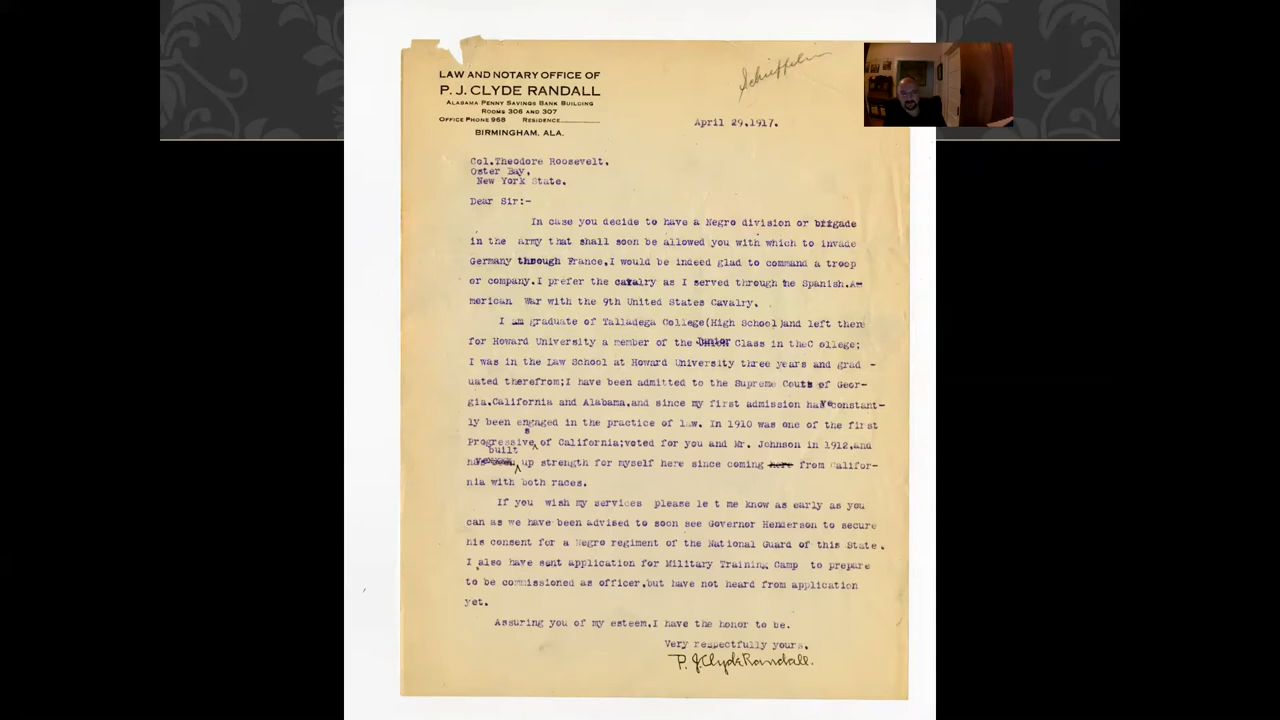 LAW AND NOTARY OFFICE OF
P. J. CLYDE RANDALL
ALABAMA PENNY SAVINGS BANK BUILDING
ROOMS 306 AND 307
OFFICE PHONE 968 RESIDENCE
BIRMINGHAM, ALA.
Schieffelin
April 29,1917.
Col.Theodore Roosevelt.
Oster Bay,
New York State.
Dear Sir:-
In case you decide to have a Negro division or brigade
in the army that shall soon be allowed you with which to invade
Germany through France,I would be indeed glad to command a troop
or company.I prefer the cavalry as I served through he Spanish.Am
merican War with the 9th United States Cavalry.
I am graduate of Talladega College(High School)and left then
for Howard University a member of the Junior Class in theC ollege;
I was in the Law School at Howard University three years and grad -
uated therefrom;I have been admitted to the Supreme Couts of Geor-
gia.California and Alabama,and since my first admission have constant-
ly been engaged in the practice of law. In 1910 was one of the first
Progressives of California;voted for you and Mr. Johnson in 1912,and
built
has up strength for myself here since coming here from Califor-
nia with both races.
If you wish my services please le t me know as early as you
can as we have been advised to soon see Governor Henderson to secure
his consent for a Negro regiment of the National Guard of this State.
I also have sent application for Military Training Camp to prepare
to be commissioned as officer,but have not heard from application
yet.
Assuring you of my esteem,I have the honor to be.
Very respectfully yours.
P. J. Clyde Randall.